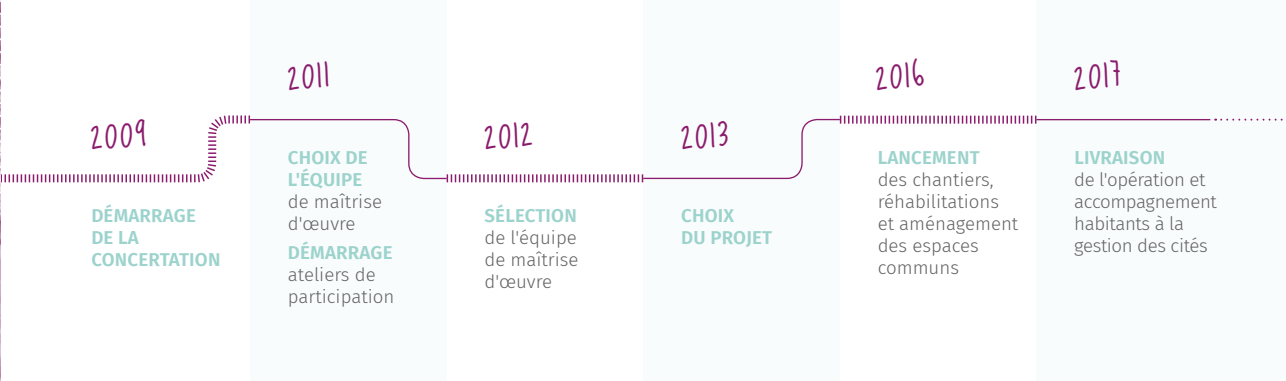 2009
DÉMARRAGE
DE LA
CONCERTATION
2011
CHOIX DE
L'ÉQUIPE
de maîtrise
d'œuvre
DÉMARRAGE
ateliers de
participation
2012
SÉLECTION
de l'équipe
de maîtrise
d'œuvre
2013
CHOIX
DU PROJET
2016
LANCEMENT
des chantiers,
réhabilitations
et aménagement
des espaces
communs
2017
LIVRAISON
de l'opération et
accompagnement
habitants à la
gestion des cités